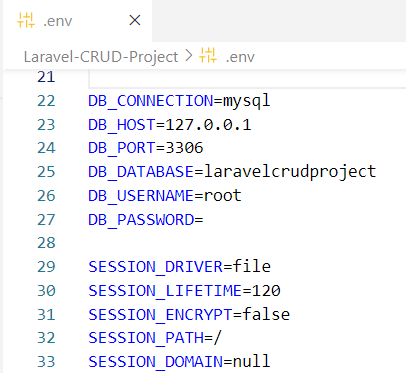 .env
Laravel-CRUD-Project > .env
21
22 DB_CONNECTION=mysql
23 DB_HOST=127.0.0.1
24 DB_PORT=3306
25 DB_DATABASE=laravelcrudproject
26 DB_USERNAME=root
27 DB_PASSWORD=
28
29 SESSION_DRIVER=file
30 SESSION_LIFETIME=120
31 SESSION_ENCRYPT=false
32 SESSION_PATH=/
33 SESSION_DOMAIN=null